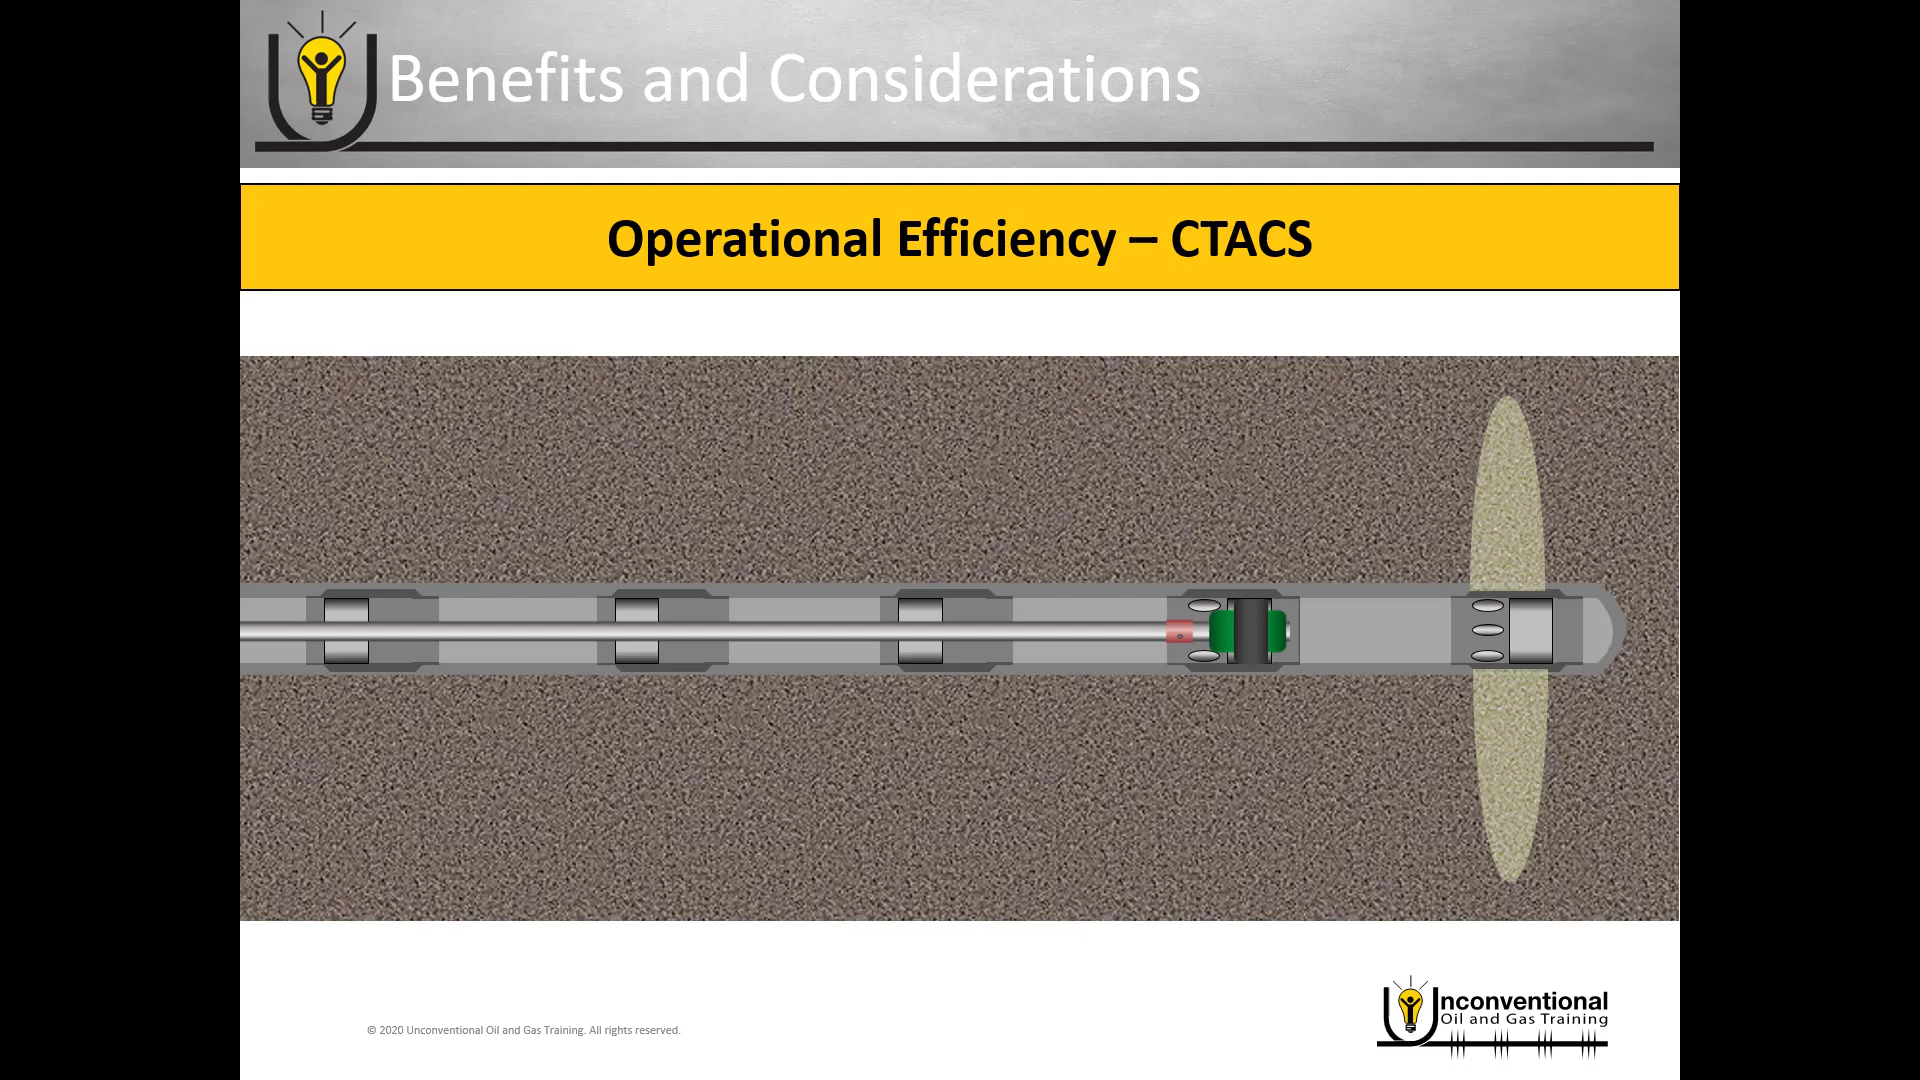 Benefits and Considerations
Operational Efficiency – CTACS
© 2020 Unconventional Oil and Gas Training. All rights reserved.
Unconventional
Oil and Gas Training